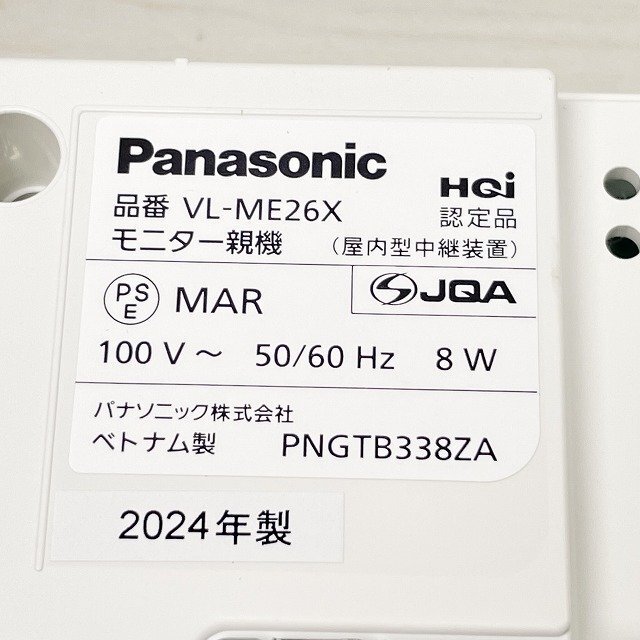 Panasonic
HQi
品番 VL-ME26X
認定品
モニター親機 (屋内型中継装置)
PSE MAR
JQA
100 V ~ 50/60 Hz 8 W
パナソニック株式会社
ベトナム製 PNGTB338ZA
2024年製